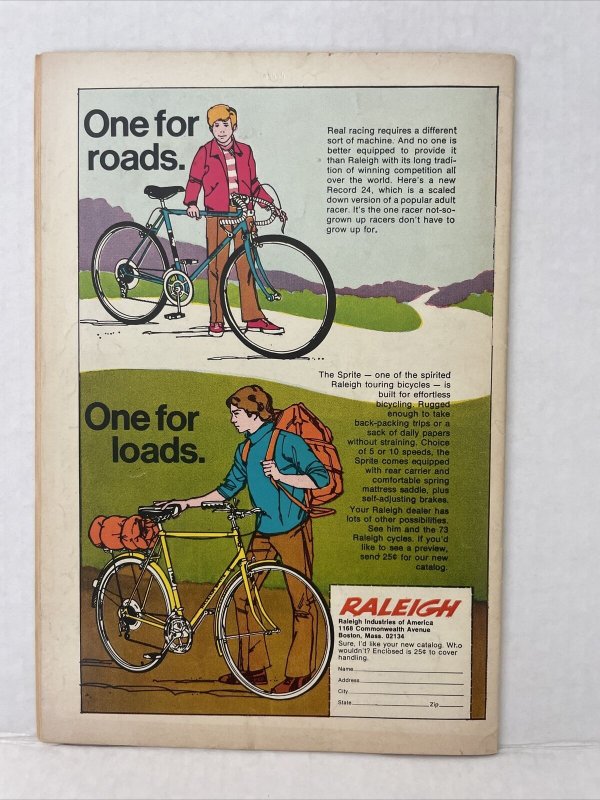 One for
roads.
Real racing requires a different
sort of machine. And no one is
better equipped to provide it
than Raleigh with its long tradi-
tion of winning competition all
over the world. Here's a new
Record 24, which is a scaled
down version of a popular adult
racer. It's the one racer not-so-
grown up racers don't have to
grow up for.
The Sprite — one of the spirited
Raleigh touring bicycles — is
built for effortless
bicycling. Rugged
enough to take
back-packing trips or a
sack of daily papers
without straining. Choice
of 5 or 10 speeds, the
Sprite comes equipped
with rear carrier and
comfortable spring
mattress saddle, plus
self-adjusting brakes.
Your Raleigh dealer has
lots of other possibilities.
See him and the 73
Raleigh cycles. If you'd
like to see a preview,
send 25¢ for our new
catalog.
One for
loads.
RALEIGH
Raleigh Industries of America
1168 Commonwealth Avenue
Boston, Mass. 02134
Sure, I'd like your new catalog. Who
wouldn't? Enclosed is 25¢ to cover
handling.
Name
Address
City
State Zip